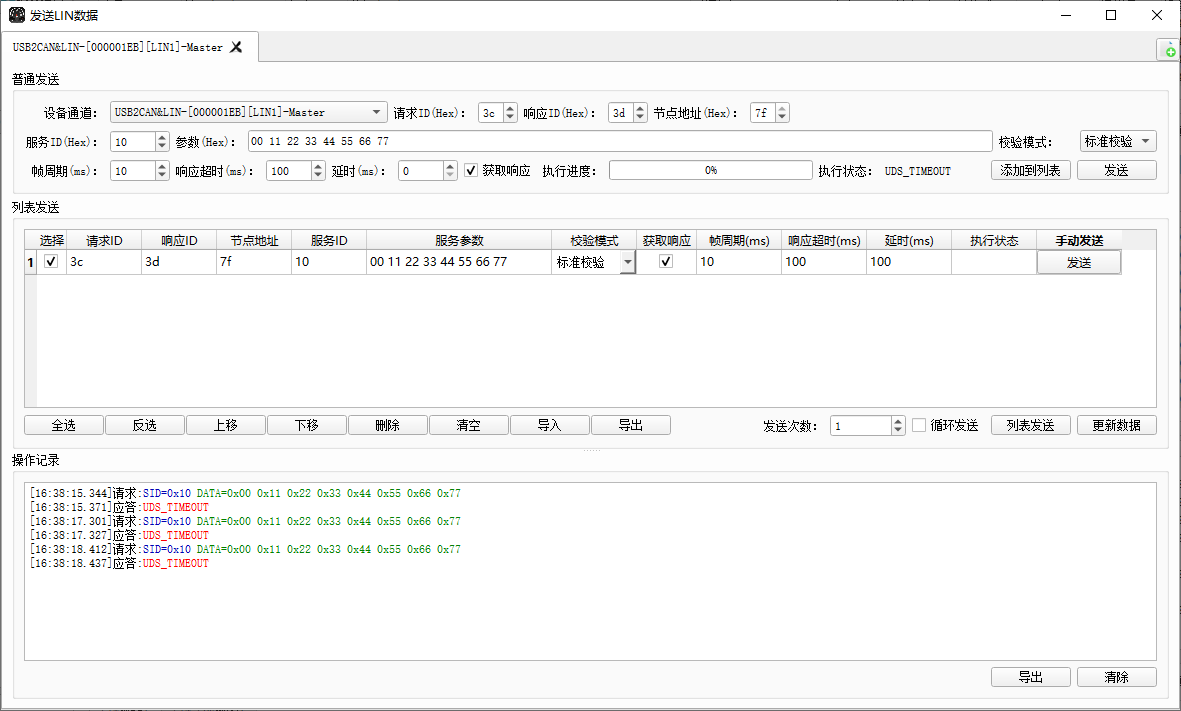 发送LIN数据
USB2CAN&LIN-[000001EB][LIN1]-Master
普通发送
设备通道： USB2CAN&LIN-[000001EB][LIN1]-Master 请求ID(Hex)： 3c 响应ID(Hex)： 3d 节点地址(Hex)： 7f
服务ID(Hex)： 10 参数(Hex)： 00 11 22 33 44 55 66 77 校验模式： 标准校验
帧周期(ms)： 10 响应超时(ms)： 100 延时(ms)： 0 获取响应 执行进度： 0% 执行状态： UDS_TIMEOUT 添加到列表 发送
列表发送
选择 请求ID 响应ID 节点地址 服务ID 服务参数 校验模式 获取响应 帧周期(ms) 响应超时(ms) 延时(ms) 执行状态 手动发送
1 3c 3d 7f 10 00 11 22 33 44 55 66 77 标准校验 10 100 100 发送
全选 反选 上移 下移 删除 清空 导入 导出 发送次数： 1 循环发送 列表发送 更新数据
操作记录
[16:38:15.344]请求:SID=0x10 DATA=0x00 0x11 0x22 0x33 0x44 0x55 0x66 0x77
[16:38:15.371]应答:UDS_TIMEOUT
[16:38:17.301]请求:SID=0x10 DATA=0x00 0x11 0x22 0x33 0x44 0x55 0x66 0x77
[16:38:17.327]应答:UDS_TIMEOUT
[16:38:18.412]请求:SID=0x10 DATA=0x00 0x11 0x22 0x33 0x44 0x55 0x66 0x77
[16:38:18.437]应答:UDS_TIMEOUT
导出 清除